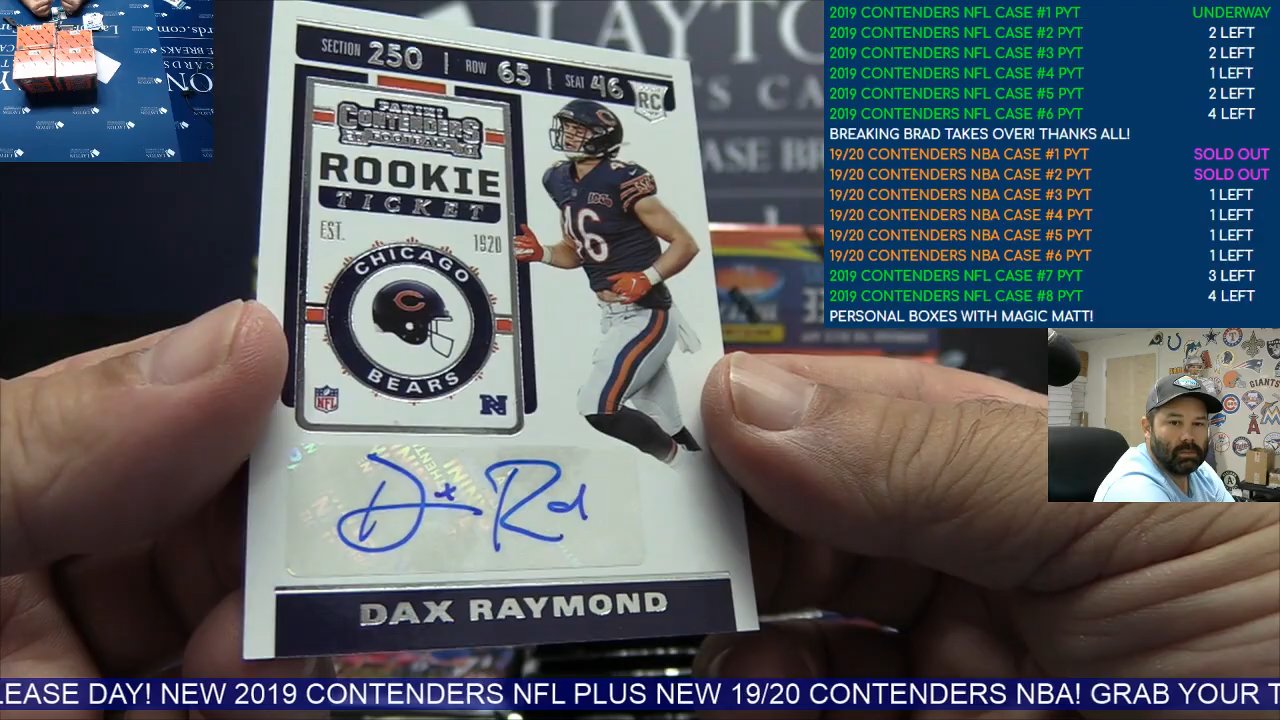 2019 CONTENDERS NFL CASE #1 PYT UNDERWAY
2019 CONTENDERS NFL CASE #2 PYT 2 LEFT
2019 CONTENDERS NFL CASE #3 PYT 2 LEFT
2019 CONTENDERS NFL CASE #4 PYT 1 LEFT
2019 CONTENDERS NFL CASE #5 PYT 2 LEFT
2019 CONTENDERS NFL CASE #6 PYT 4 LEFT
BREAKING BRAD TAKES OVER! THANKS ALL!
19/20 CONTENDERS NBA CASE #1 PYT SOLD OUT
19/20 CONTENDERS NBA CASE #2 PYT SOLD OUT
19/20 CONTENDERS NBA CASE #3 PYT 1 LEFT
19/20 CONTENDERS NBA CASE #4 PYT 1 LEFT
19/20 CONTENDERS NBA CASE #5 PYT 1 LEFT
19/20 CONTENDERS NBA CASE #6 PYT 1 LEFT
2019 CONTENDERS NFL CASE #7 PYT 3 LEFT
2019 CONTENDERS NFL CASE #8 PYT 4 LEFT
PERSONAL BOXES WITH MAGIC MATT!
LAYTO
S CA
ASE BR
SECTION 250 | ROW 65 | SEAT 46
RC
PANINI
CONTENDERS
FOOTBALL
ROOKIE
TICKET
EST. 1920
CHICAGO
C
BEARS
NFL
N
46
Dax Rd
DAX RAYMOND
GIANTS
LEASE DAY! NEW 2019 CONTENDERS NFL PLUS NEW 19/20 CONTENDERS NBA! GRAB YOUR T